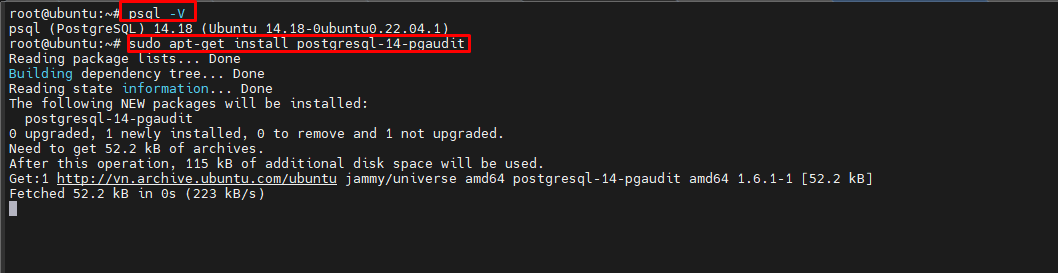 root@ubuntu:~# psql -V
psql (PostgreSQL) 14.18 (Ubuntu 14.18-0ubuntu0.22.04.1)
root@ubuntu:~# sudo apt-get install postgresql-14-pgaudit
Reading package lists... Done
Building dependency tree... Done
Reading state information... Done
The following NEW packages will be installed:
  postgresql-14-pgaudit
0 upgraded, 1 newly installed, 0 to remove and 1 not upgraded.
Need to get 52.2 kB of archives.
After this operation, 115 kB of additional disk space will be used.
Get:1 http://vn.archive.ubuntu.com/ubuntu jammy/universe amd64 postgresql-14-pgaudit amd64 1.6.1-1 [52.2 kB]
Fetched 52.2 kB in 0s (223 kB/s)